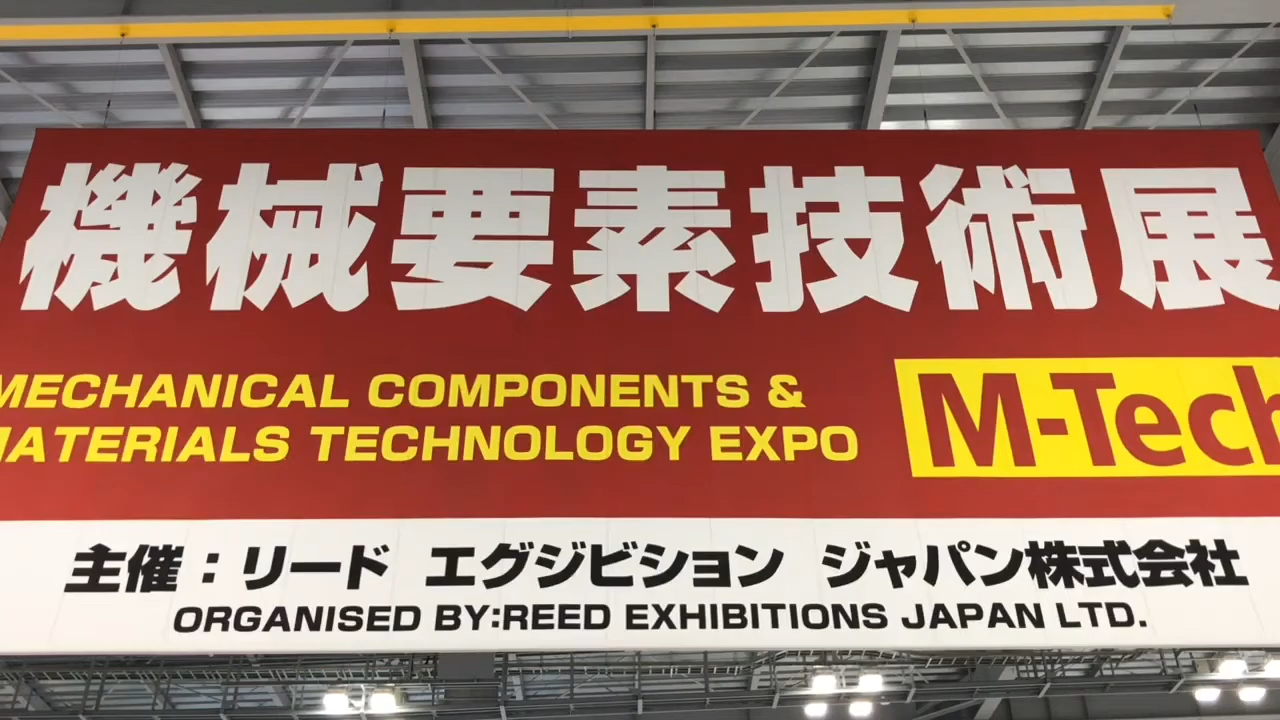 機械要素技術展
MECHANICAL COMPONENTS &
MATERIALS TECHNOLOGY EXPO
M-Tech
主催：リード エグジビション ジャパン株式会社
ORGANISED BY:REED EXHIBITIONS JAPAN LTD.